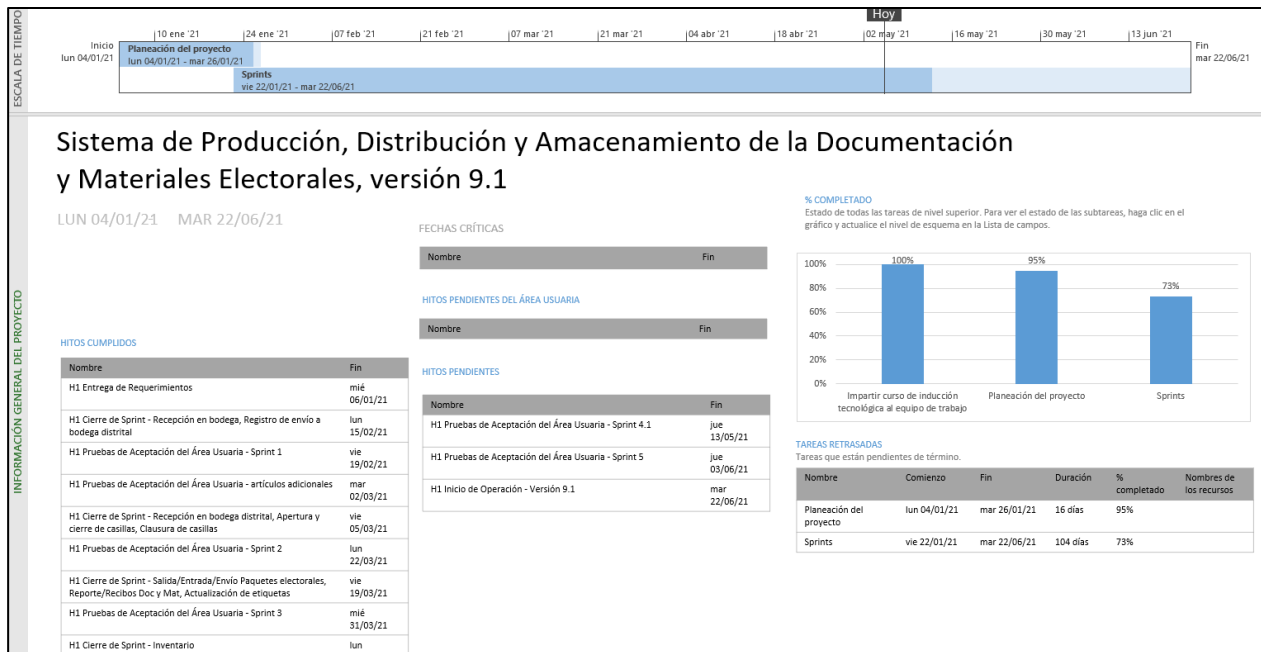 ESCALA DE TIEMPO
Hoy
10 ene '21
24 ene '21
07 feb '21
21 feb '21
07 mar '21
21 mar '21
04 abr '21
18 abr '21
02 may '21
16 may '21
30 may '21
13 jun '21
Inicio
lun 04/01/21
Planeación del proyecto
lun 04/01/21 - mar 26/01/21
Sprints
vie 22/01/21 - mar 22/06/21
Fin
mar 22/06/21
INFORMACIÓN GENERAL DEL PROYECTO
Sistema de Producción, Distribución y Amacenamiento de la Documentación
y Materiales Electorales, versión 9.1
LUN 04/01/21 MAR 22/06/21
HITOS CUMPLIDOS
Nombre Fin
H1 Entrega de Requerimientos mié
06/01/21
H1 Cierre de Sprint - Recepción en bodega, Registro de envío a lun
bodega distrital 15/02/21
H1 Pruebas de Aceptación del Área Usuaria - Sprint 1 vie
19/02/21
H1 Pruebas de Aceptación del Área Usuaria - artículos adicionales mar
02/03/21
H1 Cierre de Sprint - Recepción en bodega distrital, Apertura y vie
cierre de casillas, Clausura de casillas 05/03/21
H1 Pruebas de Aceptación del Área Usuaria - Sprint 2 lun
22/03/21
H1 Cierre de Sprint - Salida/Entrada/Envío Paquetes electorales, vie
Reporte/Recibos Doc y Mat, Actualización de etiquetas 19/03/21
H1 Pruebas de Aceptación del Área Usuaria - Sprint 3 mié
31/03/21
H1 Cierre de Sprint - Inventario lun
FECHAS CRÍTICAS
Nombre Fin
HITOS PENDIENTES DEL ÁREA USUARIA
Nombre Fin
HITOS PENDIENTES
Nombre Fin
H1 Pruebas de Aceptación del Área Usuaria - Sprint 4.1 jue
13/05/21
H1 Pruebas de Aceptación del Área Usuaria - Sprint 5 jue
03/06/21
H1 Inicio de Operación - Versión 9.1 mar
22/06/21
% COMPLETADO
Estado de todas las tareas de nivel superior. Para ver el estado de las subtareas, haga clic en el
gráfico y actualice el nivel de esquema en la Lista de campos.
100%
80%
60%
40%
20%
0%
100%
95%
73%
Impartir curso de inducción
tecnológica al equipo de trabajo
Planeación del proyecto
Sprints
TAREAS RETRASADAS
Tareas que están pendientes de término.
Nombre Comienzo Fin Duración % Nombres de
completado los recursos
Planeación del lun 04/01/21 mar 26/01/21 16 días 95%
proyecto
Sprints vie 22/01/21 mar 22/06/21 104 días 73%